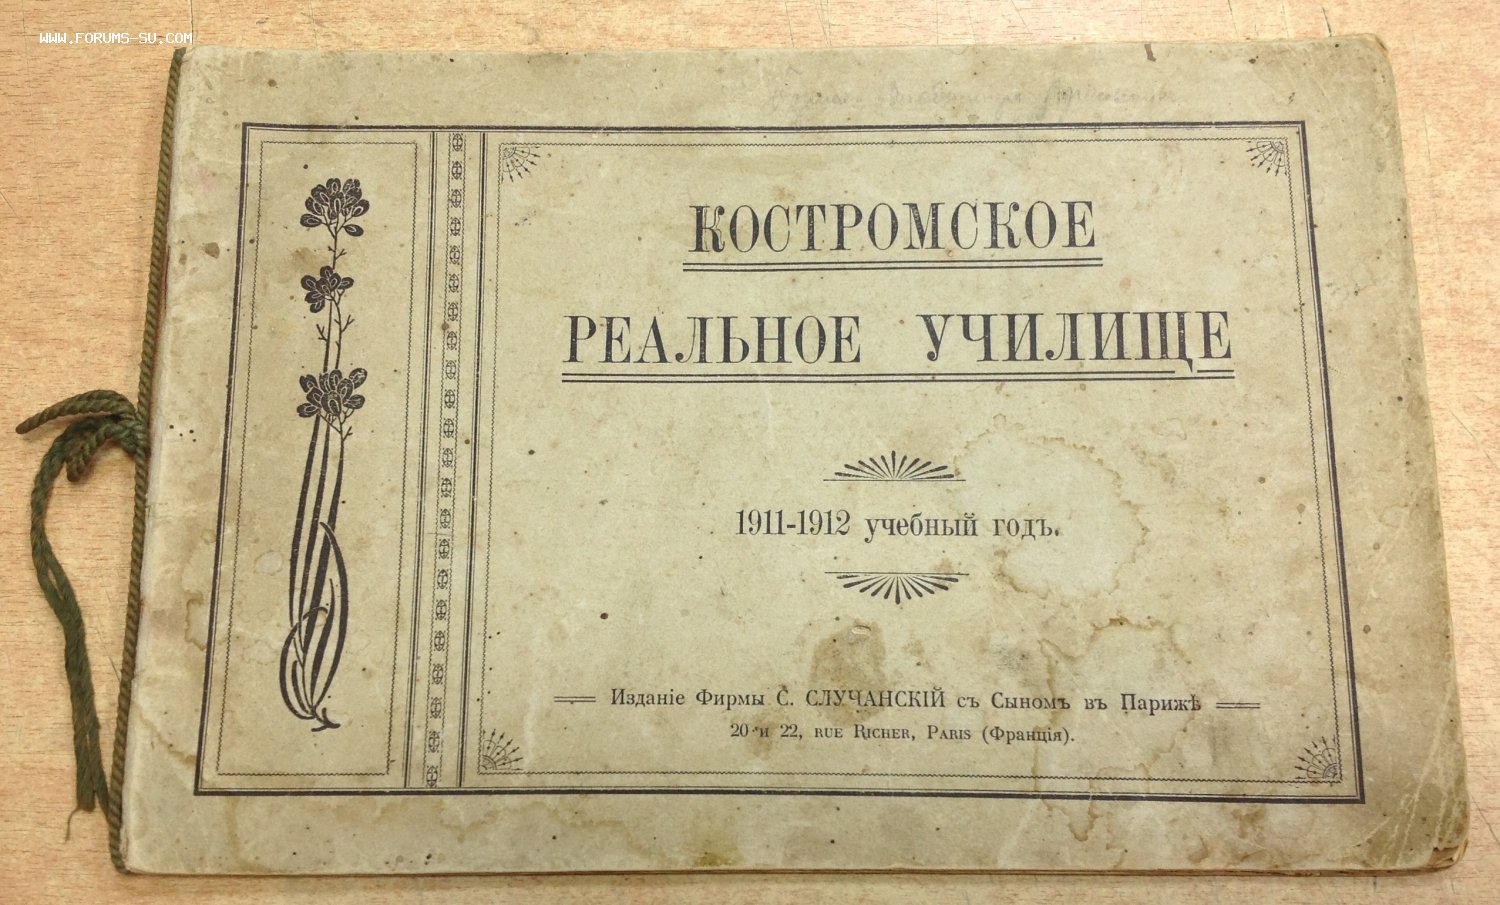 WWW.FORUMS-SU.COM
КОСТРОМСКОЕ
РЕАЛЬНОЕ УЧИЛИЩЕ
1911-1912 учебный годъ.
Изданіе Фирмы С. СЛУЧАНСКІЙ съ Сыномъ въ Парижѣ
20 и 22, RUE RICHER, PARIS (Франція).